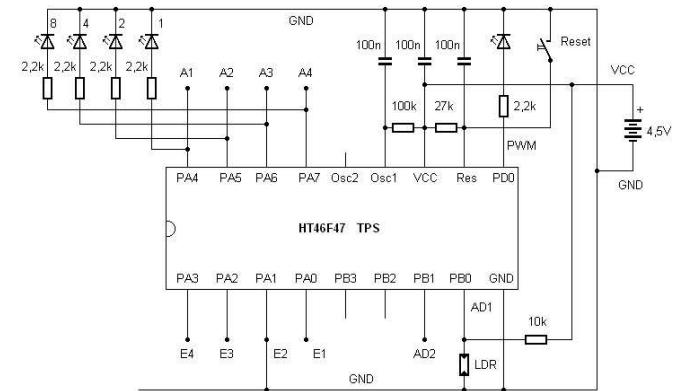 8 4 2 1 GND
100n 100n 100n Reset
2,2k 2,2k 2,2k 2,2k A1 A2 A3 A4 VCC
+
100k 27k 2,2k 4,5V
PWM
PA4 PA5 PA6 PA7 Osc2 Osc1 VCC Res PD0 GND
HT46F47 TPS
PA3 PA2 PA1 PA0 PB3 PB2 PB1 PB0 GND
AD1
10k
E4 E3 E2 E1 AD2
LDR
GND